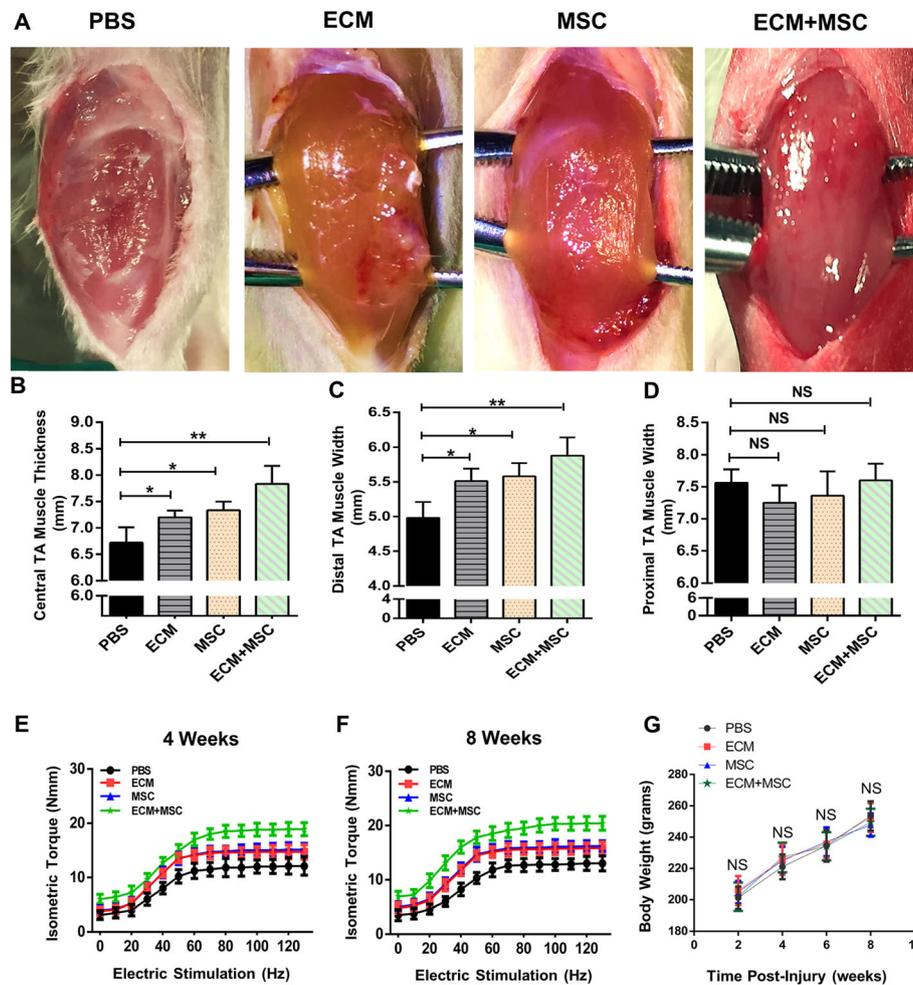 A
PBS
ECM
MSC
ECM+MSC
B
Central TA Muscle Thickness
(mm)
9.0
8.5
8.0
7.5
7.0
6.5
6.0
6.0
**
*
*
PBS
ECM
MSC
ECM+MSC
C
Distal TA Muscle Width
(mm)
6.5
6.0
5.5
5.0
4.5
4.0
4
0
**
*
*
PBS
ECM
MSC
ECM+MSC
D
Proximal TA Muscle Width
(mm)
8.5
8.0
7.5
7.0
6.5
6.0
6
0
NS
NS
NS
PBS
ECM
MSC
ECM+MSC
E
4 Weeks
Isometric Torque (Nmm)
30
20
10
0
PBS
ECM
MSC
ECM+MSC
0 20 40 60 80 100 120
Electric Stimulation (Hz)
F
8 Weeks
Isometric Torque (Nmm)
30
20
10
0
PBS
ECM
MSC
ECM+MSC
0 20 40 60 80 100 120
Electric Stimulation (Hz)
G
PBS
ECM
MSC
ECM+MSC
Body Weight (grams)
280
260
240
220
200
180
NS
NS
NS
NS
0 2 4 6 8
Time Post-Injury (weeks)